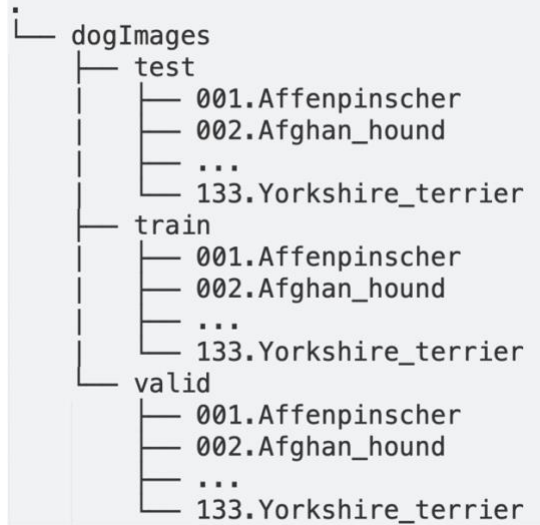 .
└── dogImages
    ├── test
    │   ├── 001.Affenpinscher
    │   ├── 002.Afghan_hound
    │   ├── ...
    │   └── 133.Yorkshire_terrier
    ├── train
    │   ├── 001.Affenpinscher
    │   ├── 002.Afghan_hound
    │   ├── ...
    │   └── 133.Yorkshire_terrier
    └── valid
        ├── 001.Affenpinscher
        ├── 002.Afghan_hound
        ├── ...
        └── 133.Yorkshire_terrier